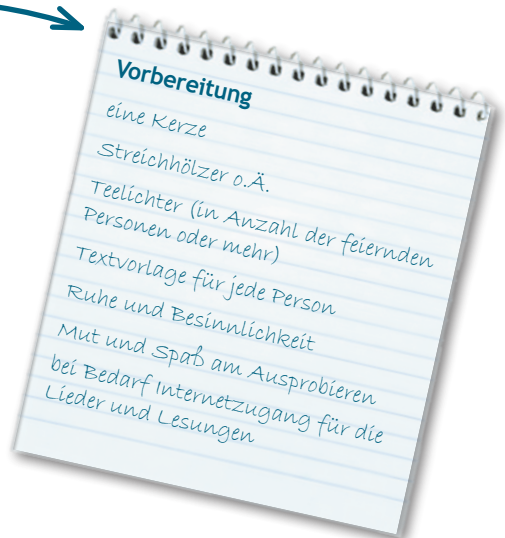 Vorbereitung
eine Kerze
Streichhölzer o.Ä.
Teelichter (in Anzahl der feiernden
Personen oder mehr)
Textvorlage für jede Person
Ruhe und Besinnlichkeit
Mut und Spaß am Ausprobieren
bei Bedarf Internetzugang für die
Lieder und Lesungen